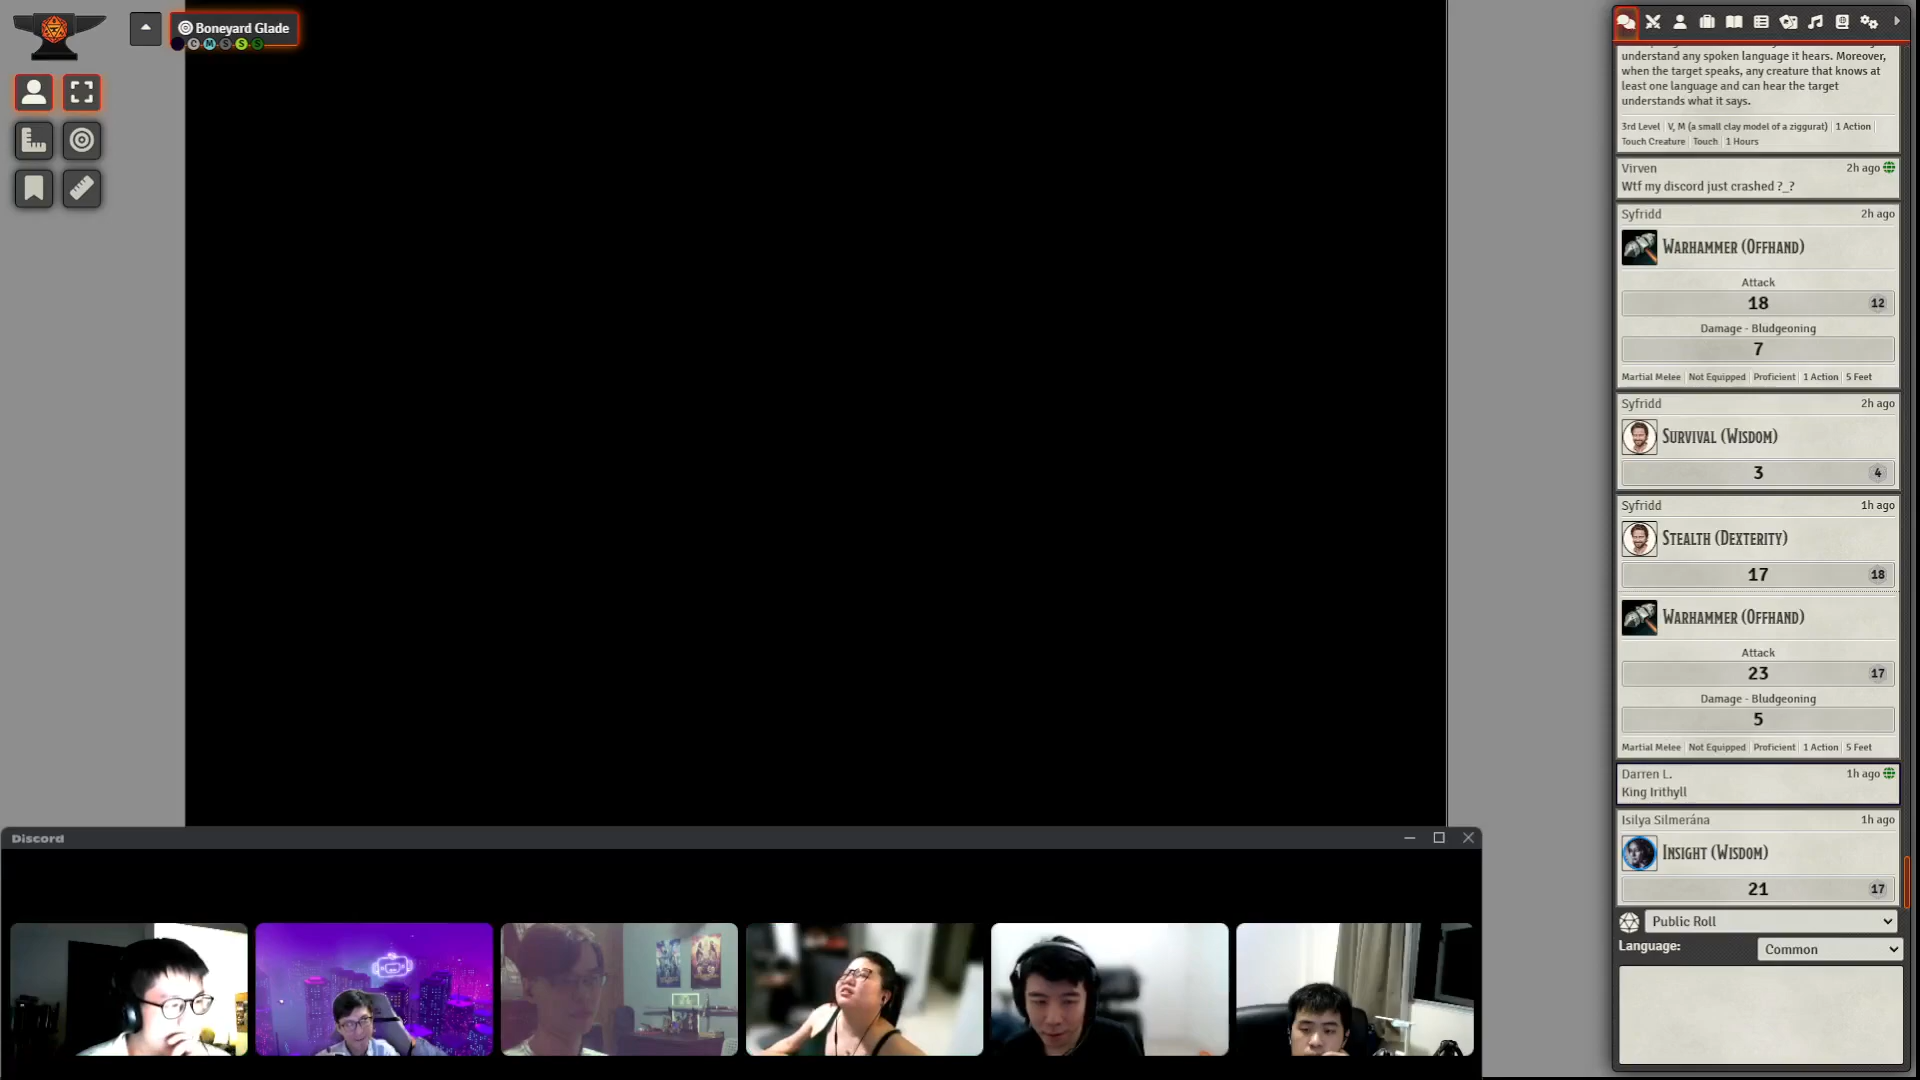 Boneyard Glade
C M S S S
understand any spoken language it hears. Moreover,
when the target speaks, any creature that knows at
least one language and can hear the target
understands what it says.
3rd Level V, M (a small clay model of a ziggurat) 1 Action
Touch Creature Touch 1 Hours
Virven 2h ago
Wtf my discord just crashed ?_?
Syfridd 2h ago
Warhammer (Offhand)
Attack
18 12
Damage - Bludgeoning
7
Martial Melee Not Equipped Proficient 1 Action 5 Feet
Syfridd 2h ago
Survival (Wisdom)
3 4
Syfridd 1h ago
Stealth (Dexterity)
17 18
Warhammer (Offhand)
Attack
23 17
Damage - Bludgeoning
5
Martial Melee Not Equipped Proficient 1 Action 5 Feet
Darren L. 1h ago
King Irithyll
Isilya Silmerána 1h ago
Insight (Wisdom)
21 17
Public Roll
Language: Common
Discord